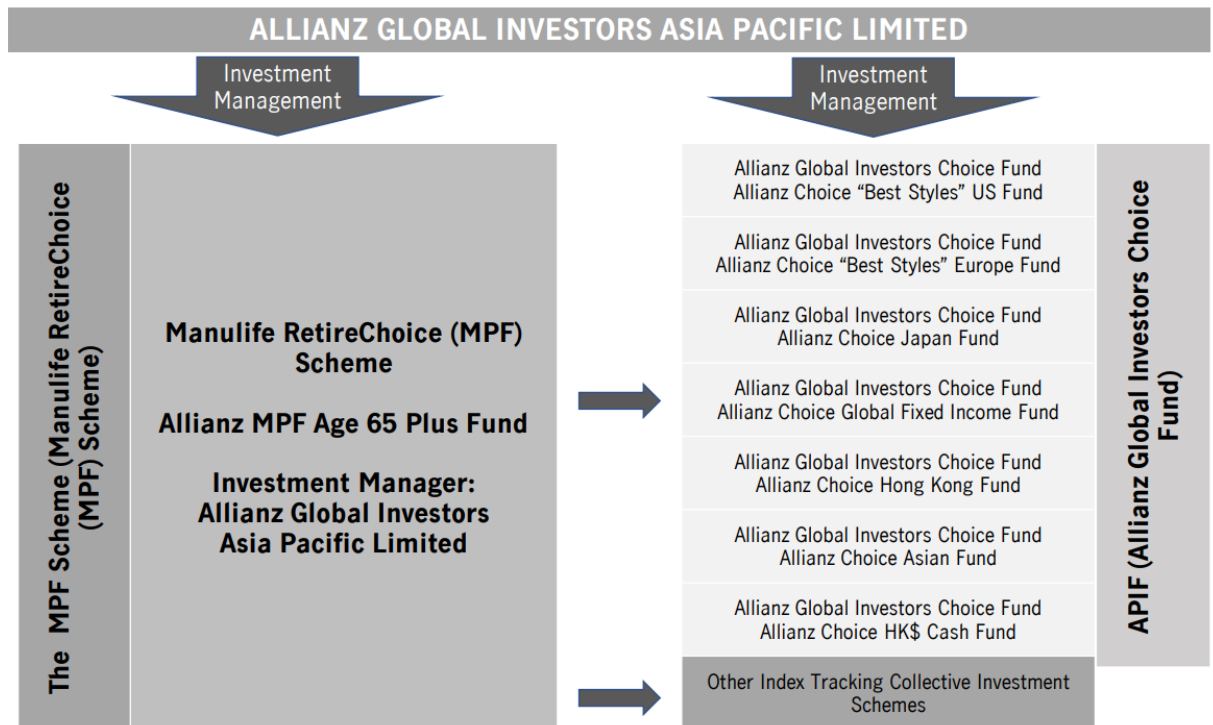 ALLIANZ GLOBAL INVESTORS ASIA PACIFIC LIMITED
Investment
Management
Investment
Management
The MPF Scheme (Manulife RetireChoice
(MPF) Scheme)
Manulife RetireChoice (MPF)
Scheme
Allianz MPF Age 65 Plus Fund
Investment Manager:
Allianz Global Investors
Asia Pacific Limited
Allianz Global Investors Choice Fund
Allianz Choice “Best Styles” US Fund
Allianz Global Investors Choice Fund
Allianz Choice “Best Styles” Europe Fund
Allianz Global Investors Choice Fund
Allianz Choice Japan Fund
Allianz Global Investors Choice Fund
Allianz Choice Global Fixed Income Fund
Allianz Global Investors Choice Fund
Allianz Choice Hong Kong Fund
Allianz Global Investors Choice Fund
Allianz Choice Asian Fund
Allianz Global Investors Choice Fund
Allianz Choice HK$ Cash Fund
Other Index Tracking Collective Investment
Schemes
APIF (Allianz Global Investors Choice
Fund)